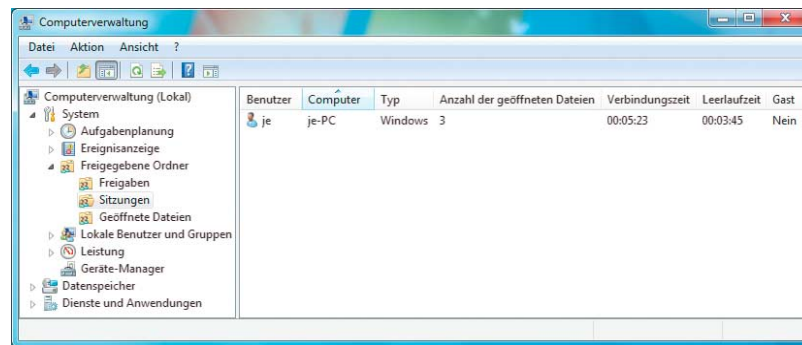 Computerverwaltung
Datei Aktion Ansicht ?
Computerverwaltung (Lokal)
System
Aufgabenplanung
Ereignisanzeige
Freigegebene Ordner
Freigaben
Sitzungen
Geöffnete Dateien
Lokale Benutzer und Gruppen
Leistung
Geräte-Manager
Datenspeicher
Dienste und Anwendungen
Benutzer Computer Typ Anzahl der geöffneten Dateien Verbindungszeit Leerlaufzeit Gast
je je-PC Windows 3 00:05:23 00:03:45 Nein